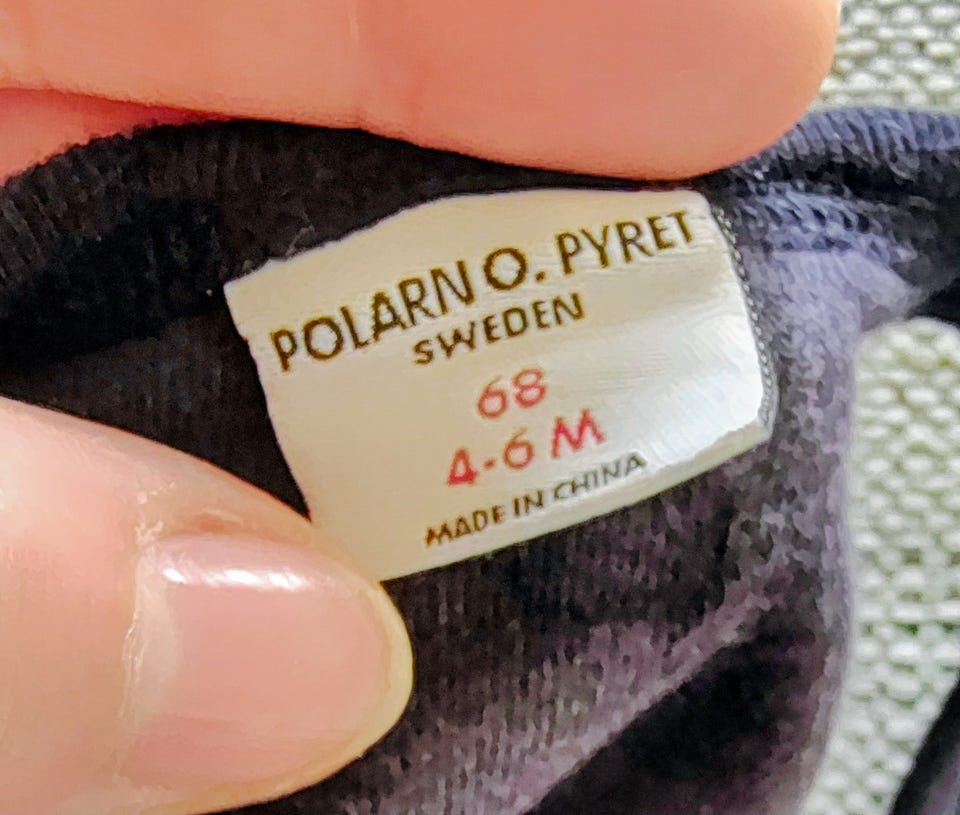 POLARN O. PYRET
SWEDEN
68
4-6 M
MADE IN CHINA